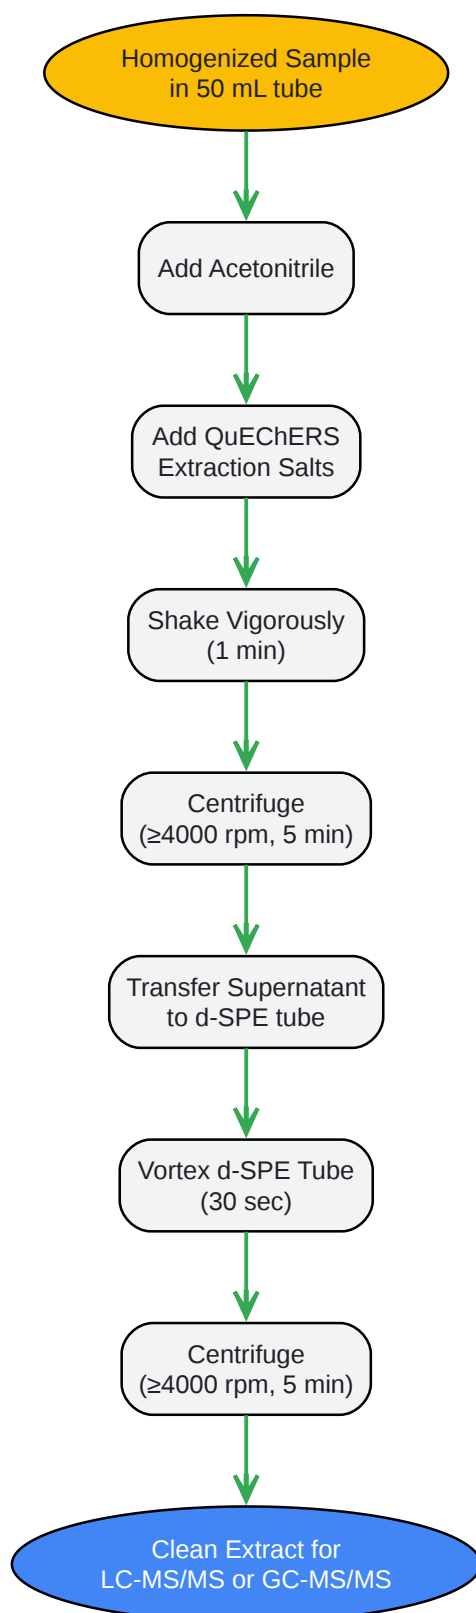 Homogenized Sample
in 50 mL tube
Add Acetonitrile
Add QuEChERS
Extraction Salts
Shake Vigorously
(1 min)
Centrifuge
(≥4000 rpm, 5 min)
Transfer Supernatant
to d-SPE tube
Vortex d-SPE Tube
(30 sec)
Centrifuge
(≥4000 rpm, 5 min)
Clean Extract for
LC-MS/MS or GC-MS/MS